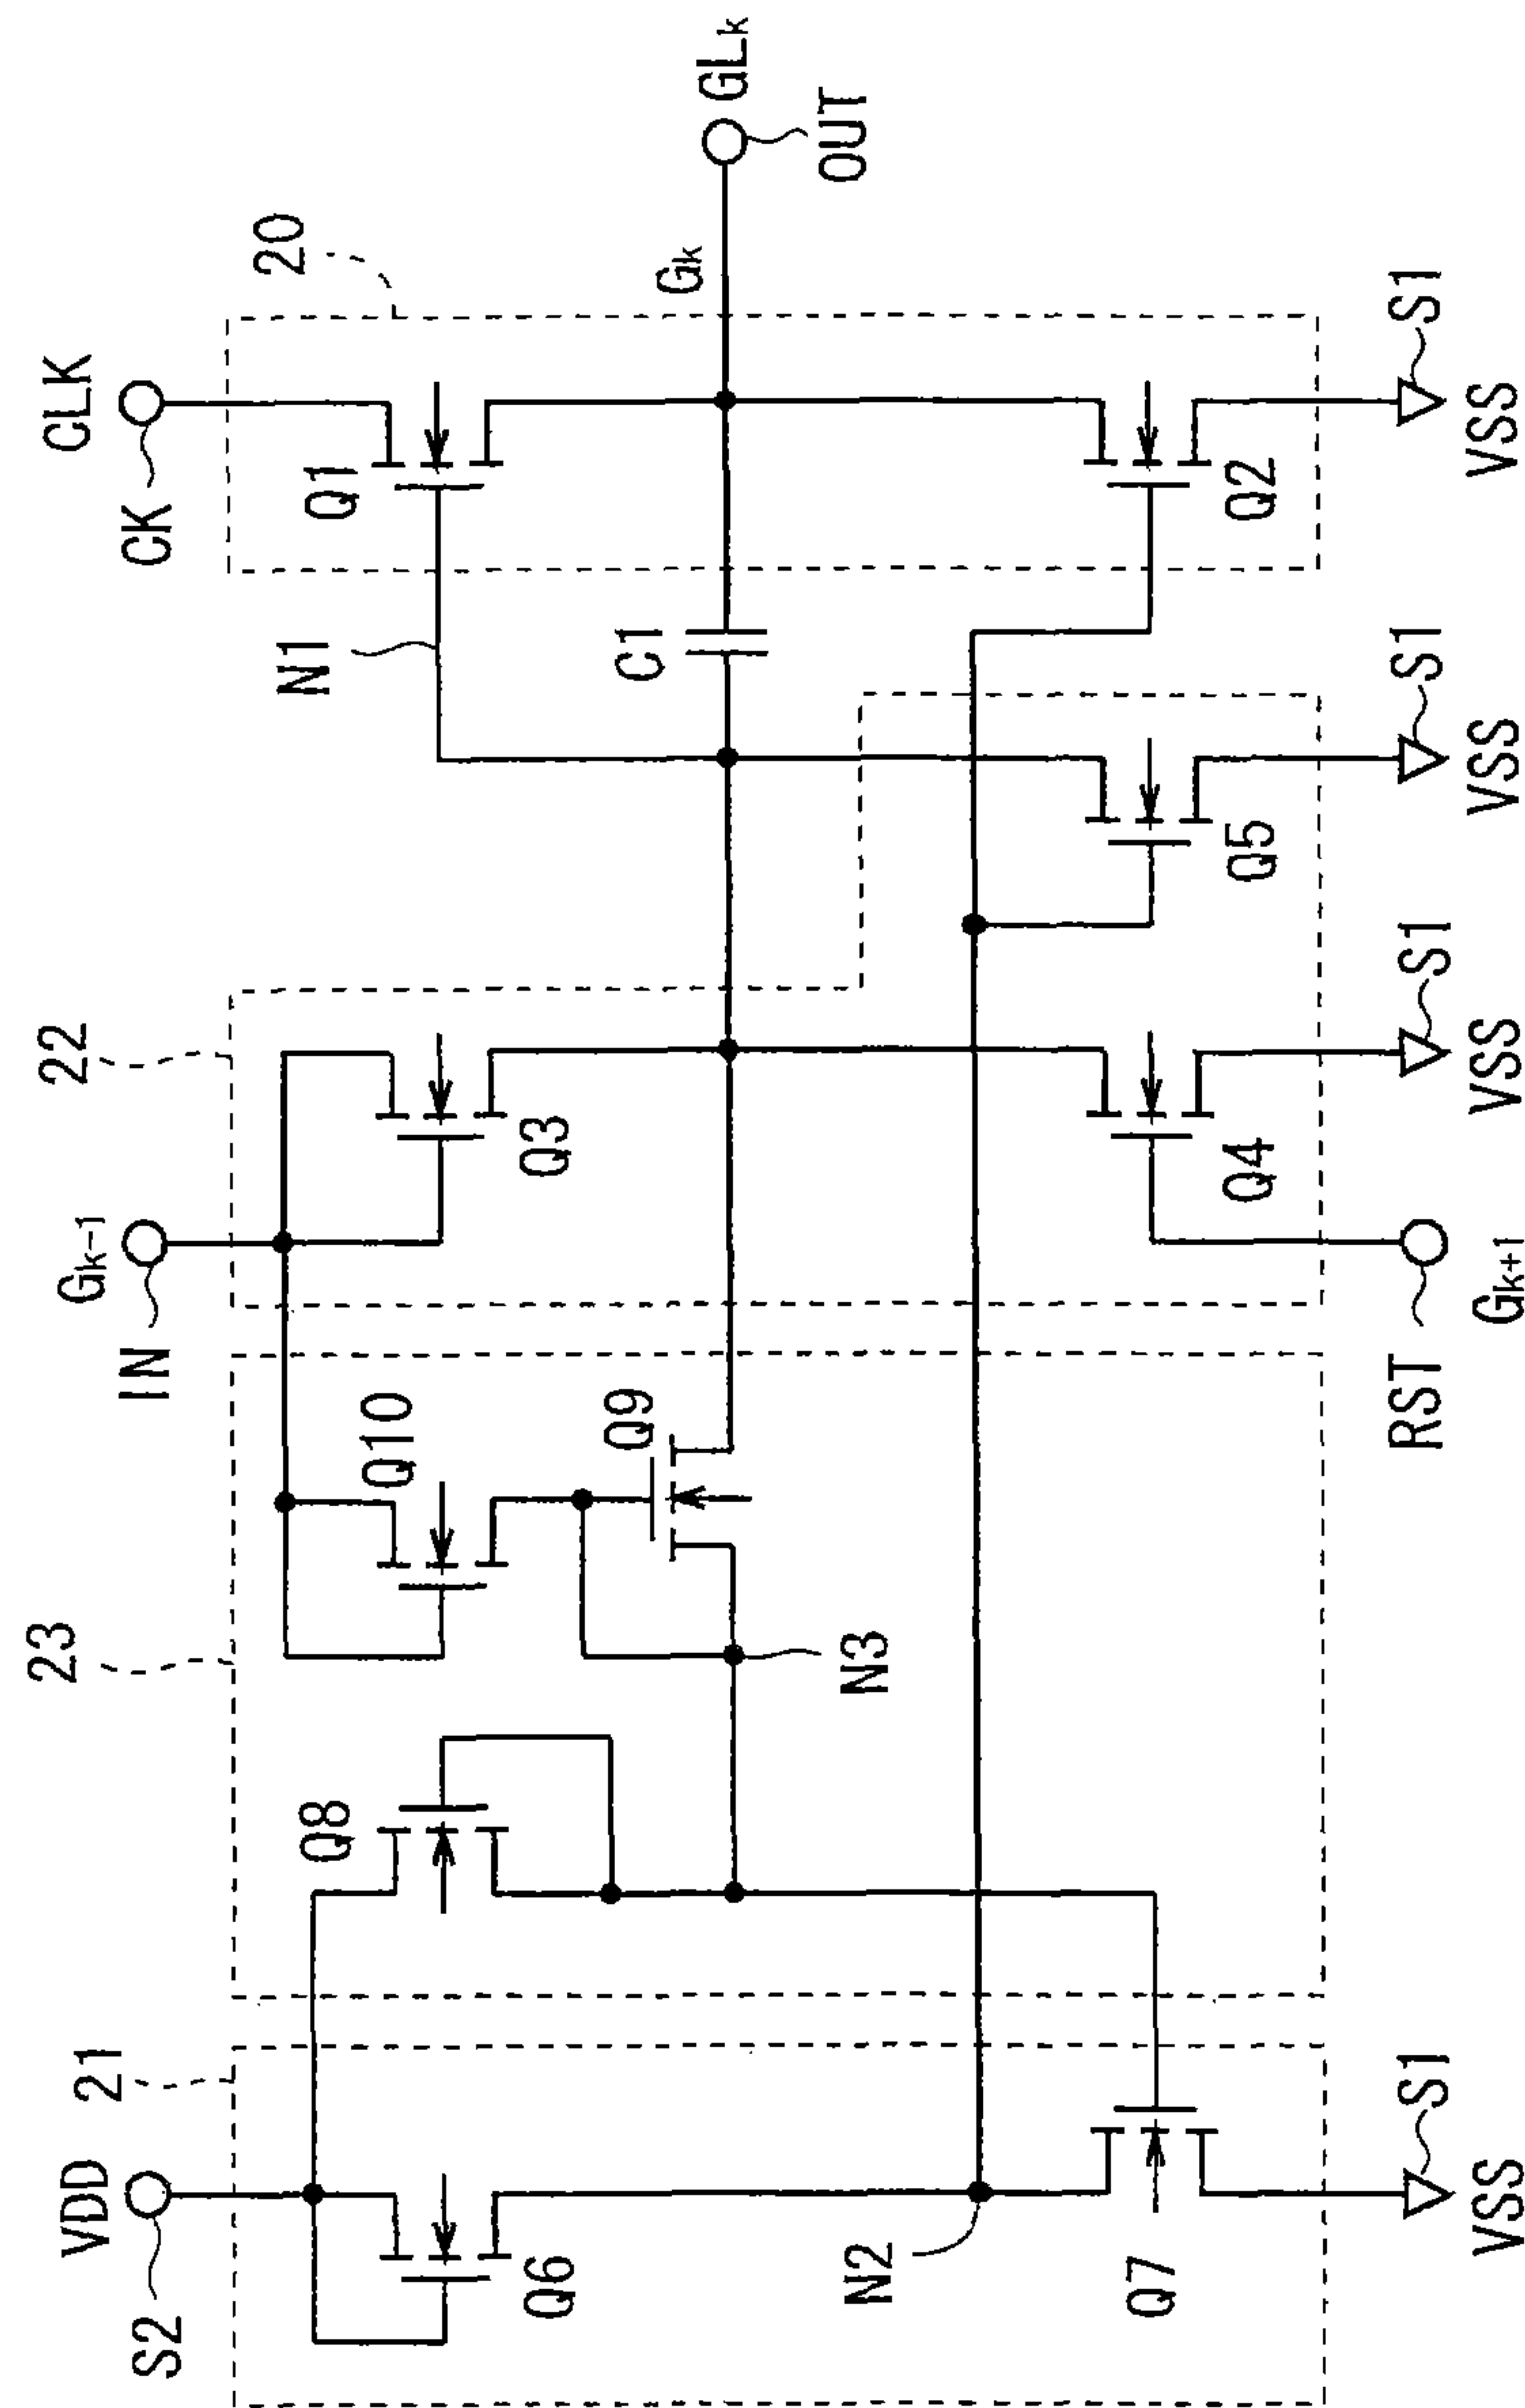 CLK
CK
20
GLk
OUT
Gk
Q1
N1
C1
Q2
S1
VSS
22
Gk-1
IN
Q3
Q5
S1
VSS
Q4
S1
VSS
RST
Gk+1
23
Q10
Q9
N3
Q8
21
VDD
S2
Q6
N2
Q7
S1
VSS